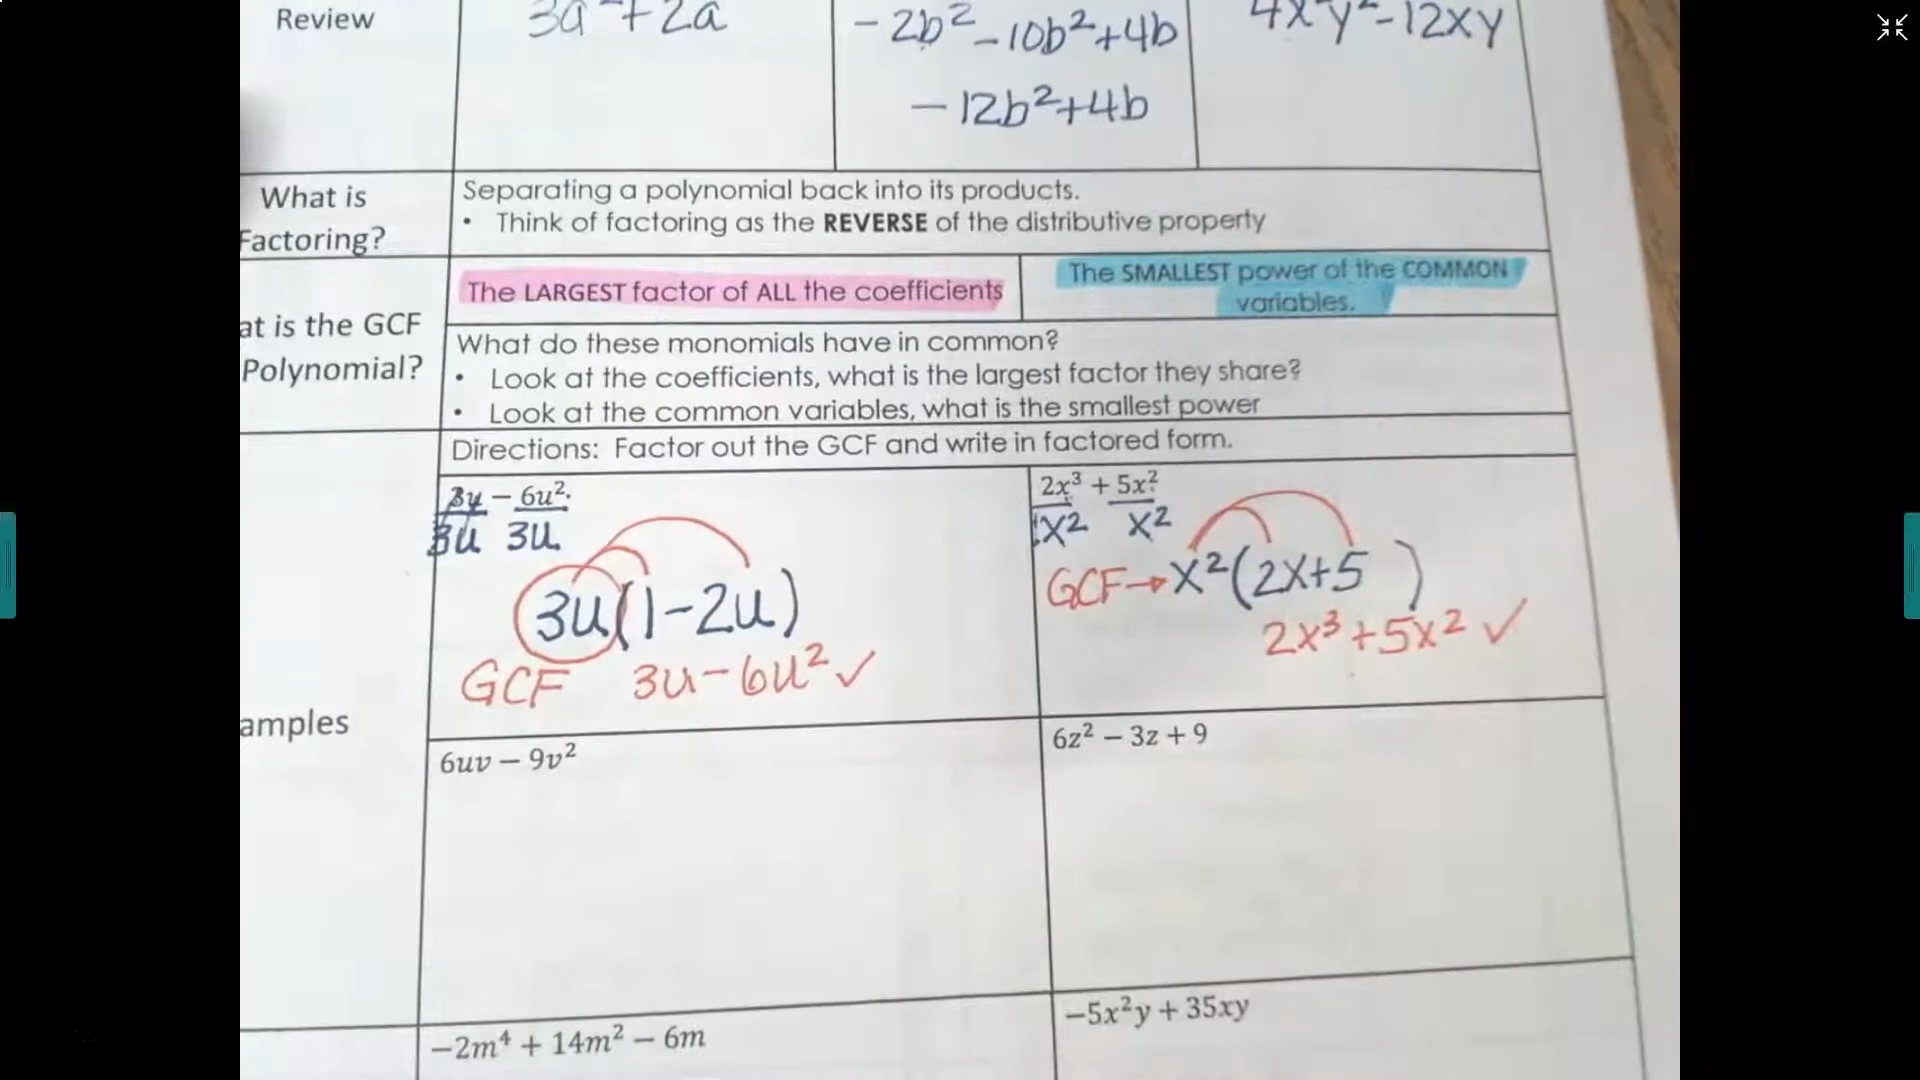 Review
3a + 2a
-2b² - 10b² + 4b
4x y² - 12xy
-12b² + 4b
What is
Factoring?
Separating a polynomial back into its products.
• Think of factoring as the REVERSE of the distributive property
at is the GCF
Polynomial?
The LARGEST factor of ALL the coefficients
The SMALLEST power of the COMMON
variables.
What do these monomials have in common?
• Look at the coefficients, what is the largest factor they share?
• Look at the common variables, what is the smallest power
amples
Directions: Factor out the GCF and write in factored form.
3u - 6u²
3u 3u
3u(1-2u)
GCF 3u-6u² ✓
2x³ + 5x²
x² x²
GCF→x²(2x+5 )
2x³+5x² ✓
6uv – 9v²
6z² – 3z + 9
−2m⁴ + 14m² – 6m
−5x²y + 35xy